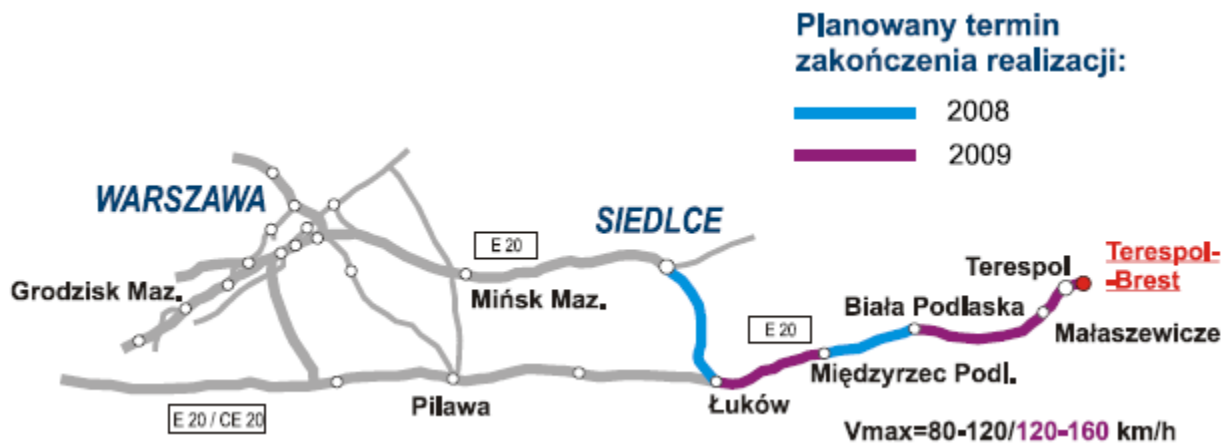 Planowany termin
zakończenia realizacji:
2008
2009
WARSZAWA
SIEDLCE
E 20
Grodzisk Maz.
Mińsk Maz.
Terespol
Terespol-
-Brest
Biała Podlaska
Małaszewicze
E 20
Międzyrzec Podl.
Pilawa
Łuków
E 20 / CE 20
Vmax=80-120/120-160 km/h